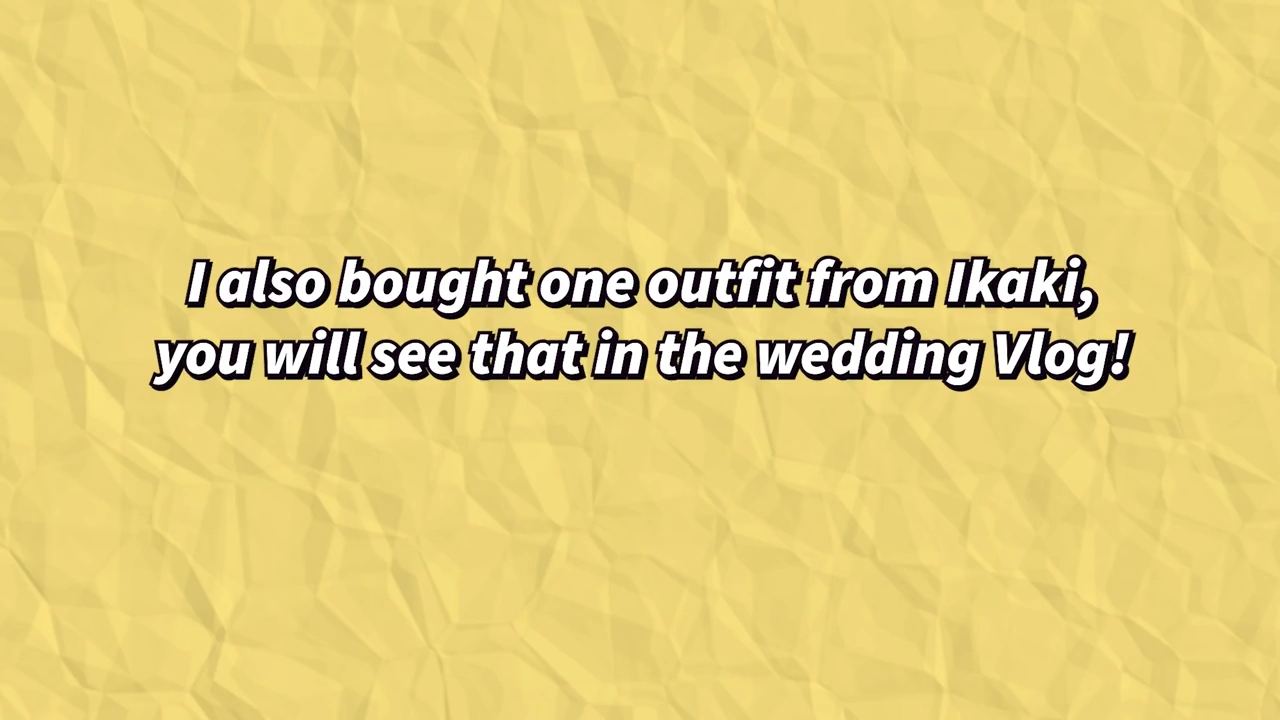 I also bought one outfit from Ikaki,
you will see that in the wedding Vlog!